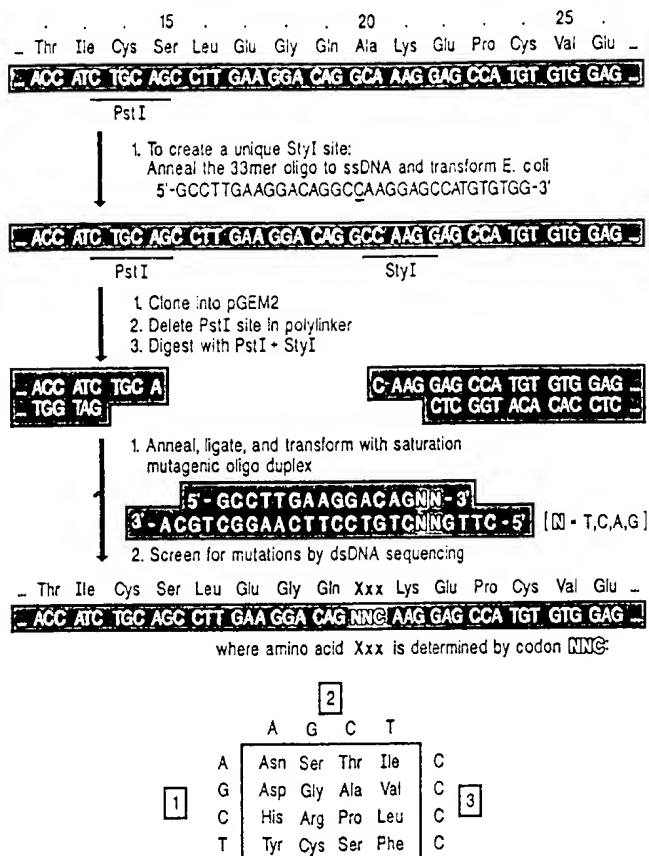 . . . 15 . . . . 20 . . . . 25 .
_ Thr Ile Cys Ser Leu Glu Gly Gln Ala Lys Glu Pro Cys Val Glu _
_ ACC ATC TGC AGC CTT GAA GGA CAG GCA AAG GAG CCA TGT GTG GAG _
PstI
1. To create a unique StyI site:
Anneal the 33mer oligo to ssDNA and transform E. coli
5'-GCCTTGAAGGACAGGCCAAGGAGCCATGTGTGG-3'
_ ACC ATC TGC AGC CTT GAA GGA CAG GCC AAG GAG CCA TGT GTG GAG _
PstI StyI
1. Clone into pGEM2
2. Delete PstI site in polylinker
3. Digest with PstI + StyI
_ ACC ATC TGC A C-AAG GAG CCA TGT GTG GAG _
_ TGG TAG CTC GGT ACA CAC CTC _
1. Anneal, ligate, and transform with saturation
mutagenic oligo duplex
5'-GCCTTGAAGGACAGNN-3'
3'-ACGTCGGAACTTCCTGTCNNGTTC-5' [N - T,C,A,G]
2. Screen for mutations by dsDNA sequencing
_ Thr Ile Cys Ser Leu Glu Gly Gln Xxx Lys Glu Pro Cys Val Glu _
_ ACC ATC TGC AGC CTT GAA GGA CAG NNC AAG GAG CCA TGT GTG GAG _
where amino acid Xxx is determined by codon NNC:
2
A G C T
A Asn Ser Thr Ile C
G Asp Gly Ala Val C
1 3
C His Arg Pro Leu C
T Tyr Cys Ser Phe C